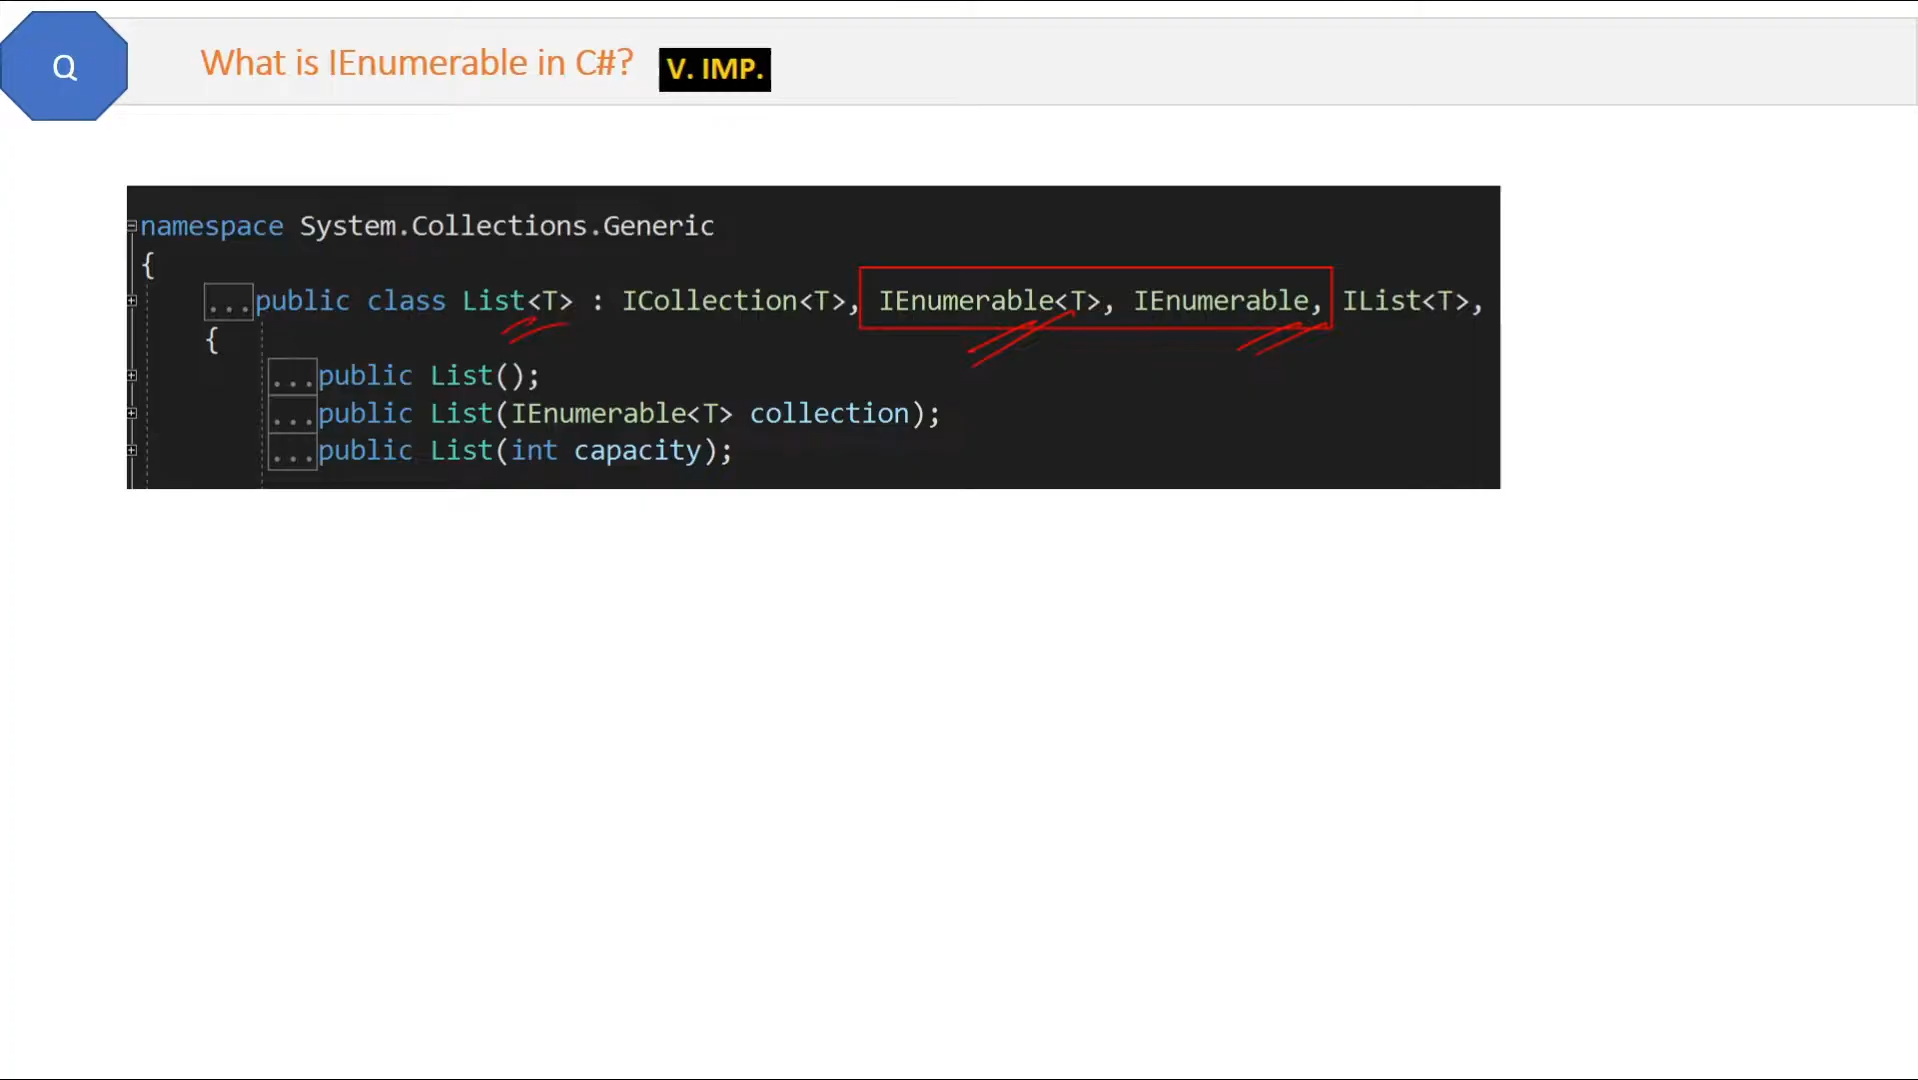 Q
What is IEnumerable in C#? V. IMP.
namespace System.Collections.Generic
{
...public class List<T> : ICollection<T>, IEnumerable<T>, IEnumerable, IList<T>,
{
...public List();
...public List(IEnumerable<T> collection);
...public List(int capacity);